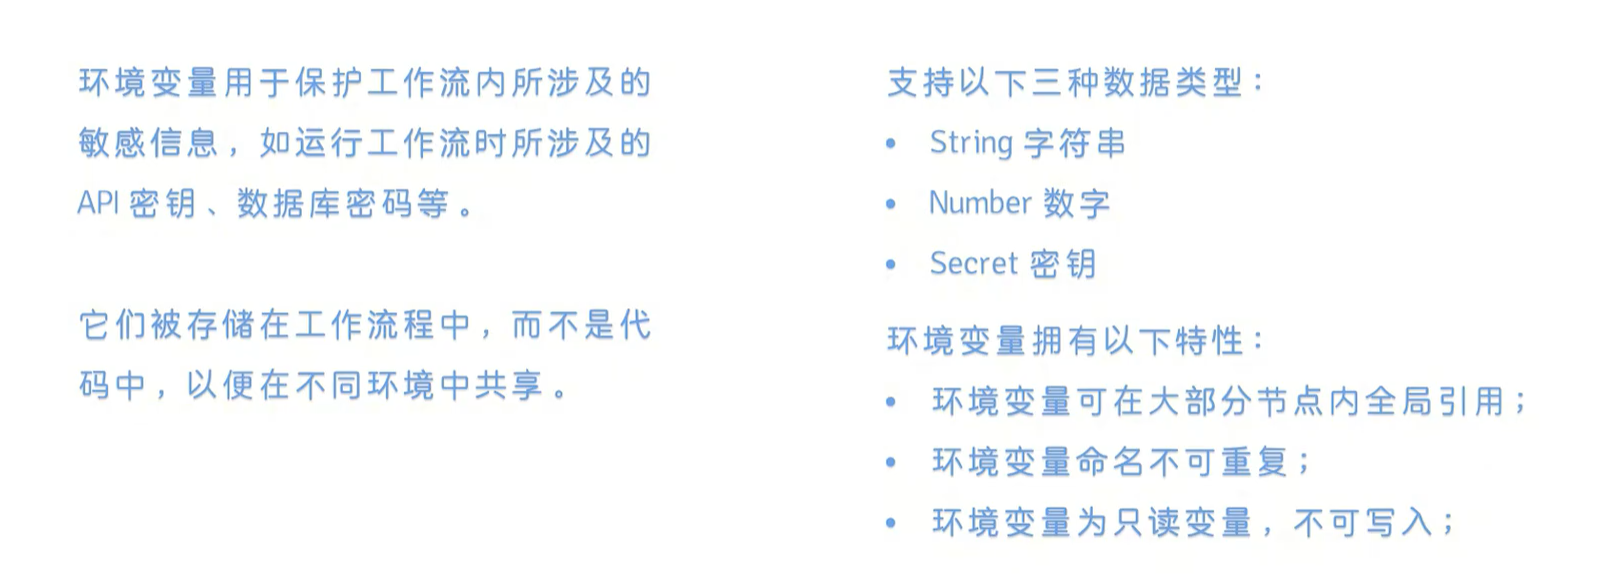 环境变量用于保护工作流内所涉及的
敏感信息，如运行工作流时所涉及的
API 密钥、数据库密码等。
它们被存储在工作流程中，而不是代
码中，以便在不同环境中共享。
支持以下三种数据类型：
• String 字符串
• Number 数字
• Secret 密钥
环境变量拥有以下特性：
• 环境变量可在大部分节点内全局引用；
• 环境变量命名不可重复；
• 环境变量为只读变量，不可写入；